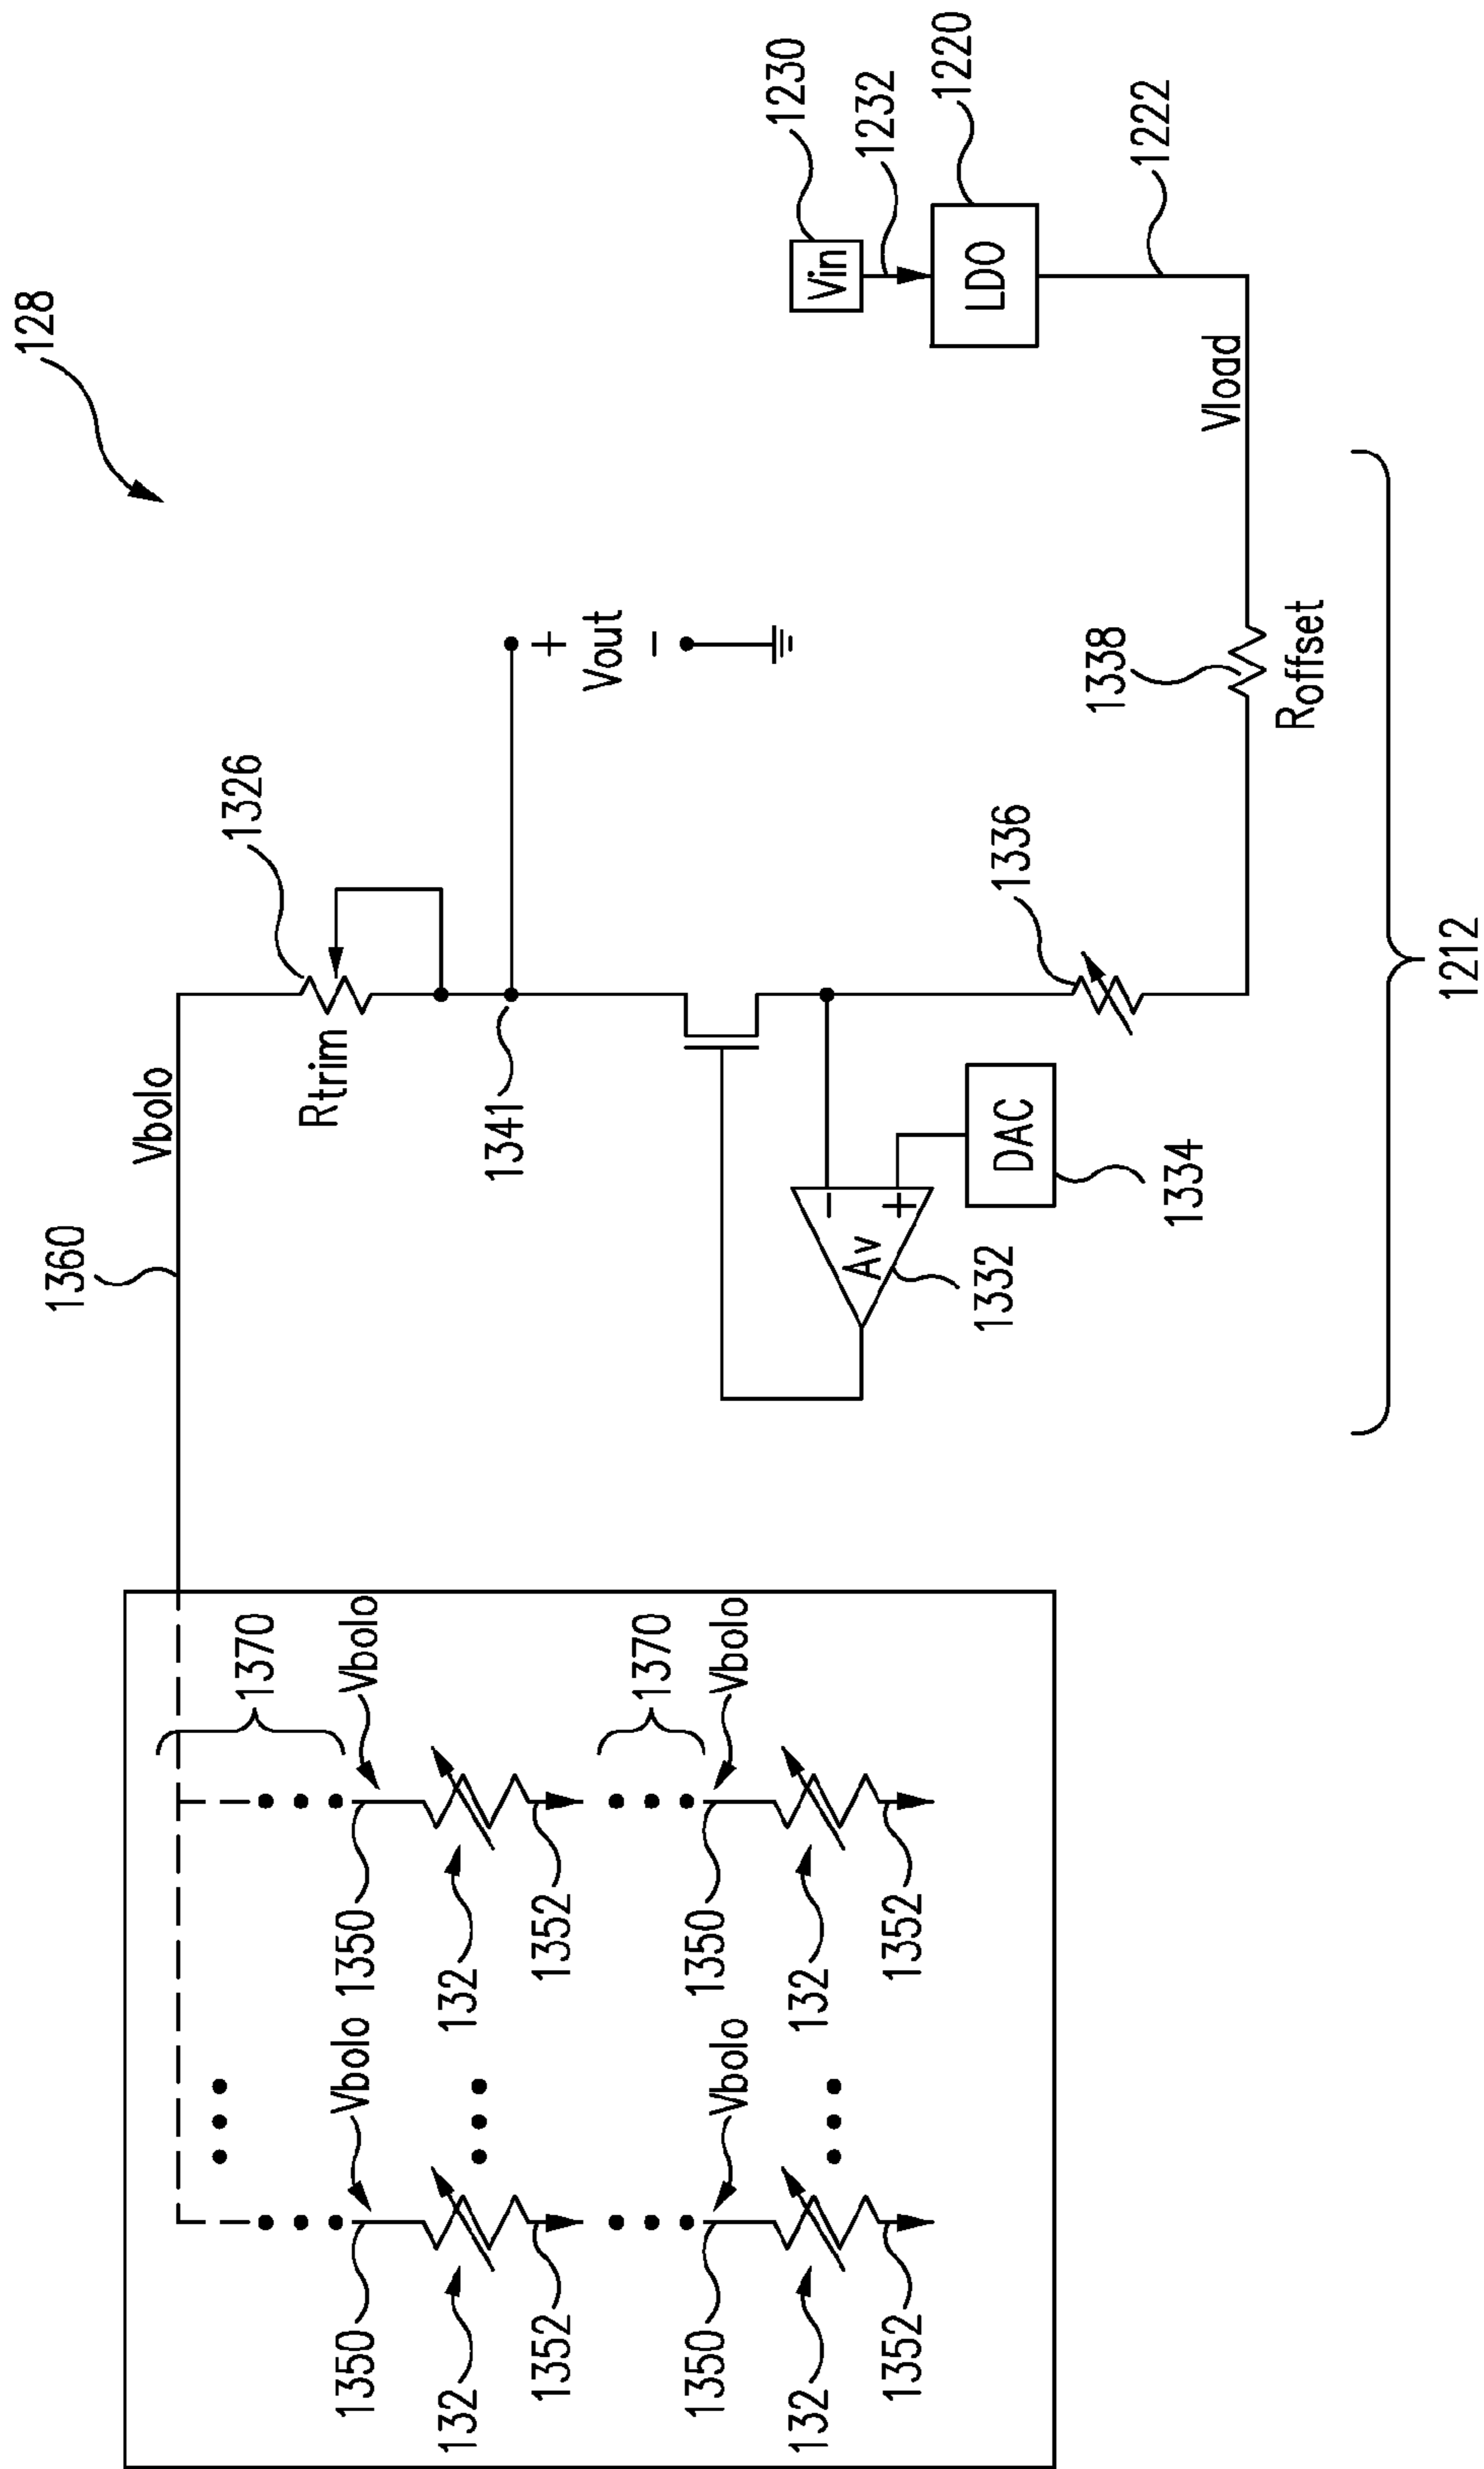 128
1360
Vbolo
1326
Rtrim
1341
+
Vout
−
1230
Vin
1232
1220
LDO
1222
Vload
1338
Roffset
1336
−
+
Av
1332
DAC
1334
1212
1370
Vbolo
Vbolo
1350
1350
132
132
1352
1352
1370
Vbolo
Vbolo
1350
1350
132
132
1352
1352